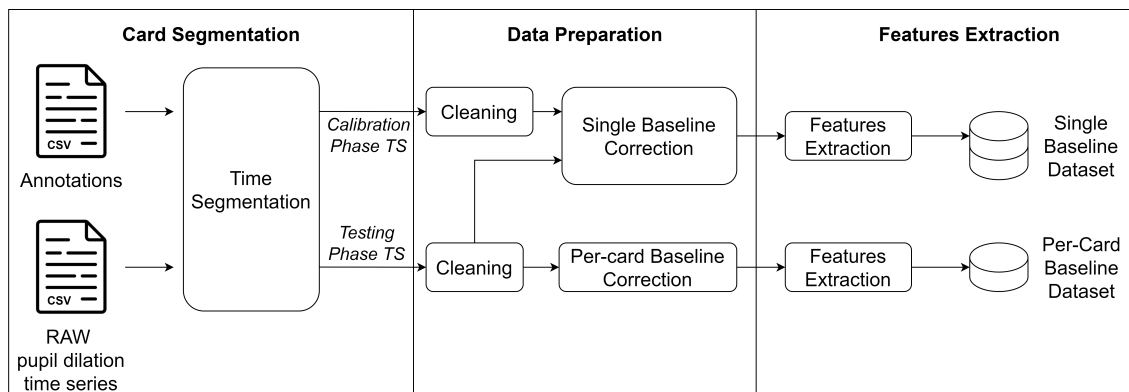 Card Segmentation
Data Preparation
Features Extraction
CSV
Annotations
CSV
RAW
pupil dilation
time series
Time
Segmentation
Calibration
Phase TS
Testing
Phase TS
Cleaning
Single Baseline
Correction
Cleaning
Per-card Baseline
Correction
Features
Extraction
Single
Baseline
Dataset
Features
Extraction
Per-Card
Baseline
Dataset